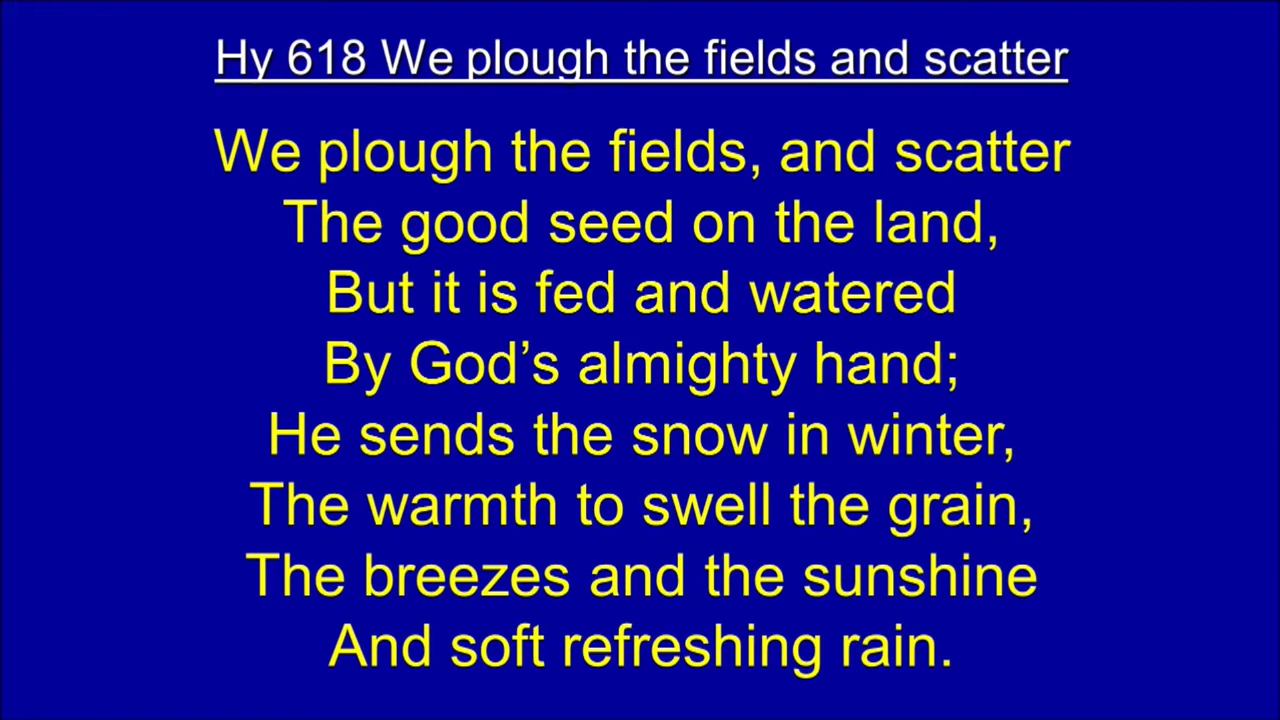 Hy 618 We plough the fields and scatter
We plough the fields, and scatter
The good seed on the land,
But it is fed and watered
By God’s almighty hand;
He sends the snow in winter,
The warmth to swell the grain,
The breezes and the sunshine
And soft refreshing rain.